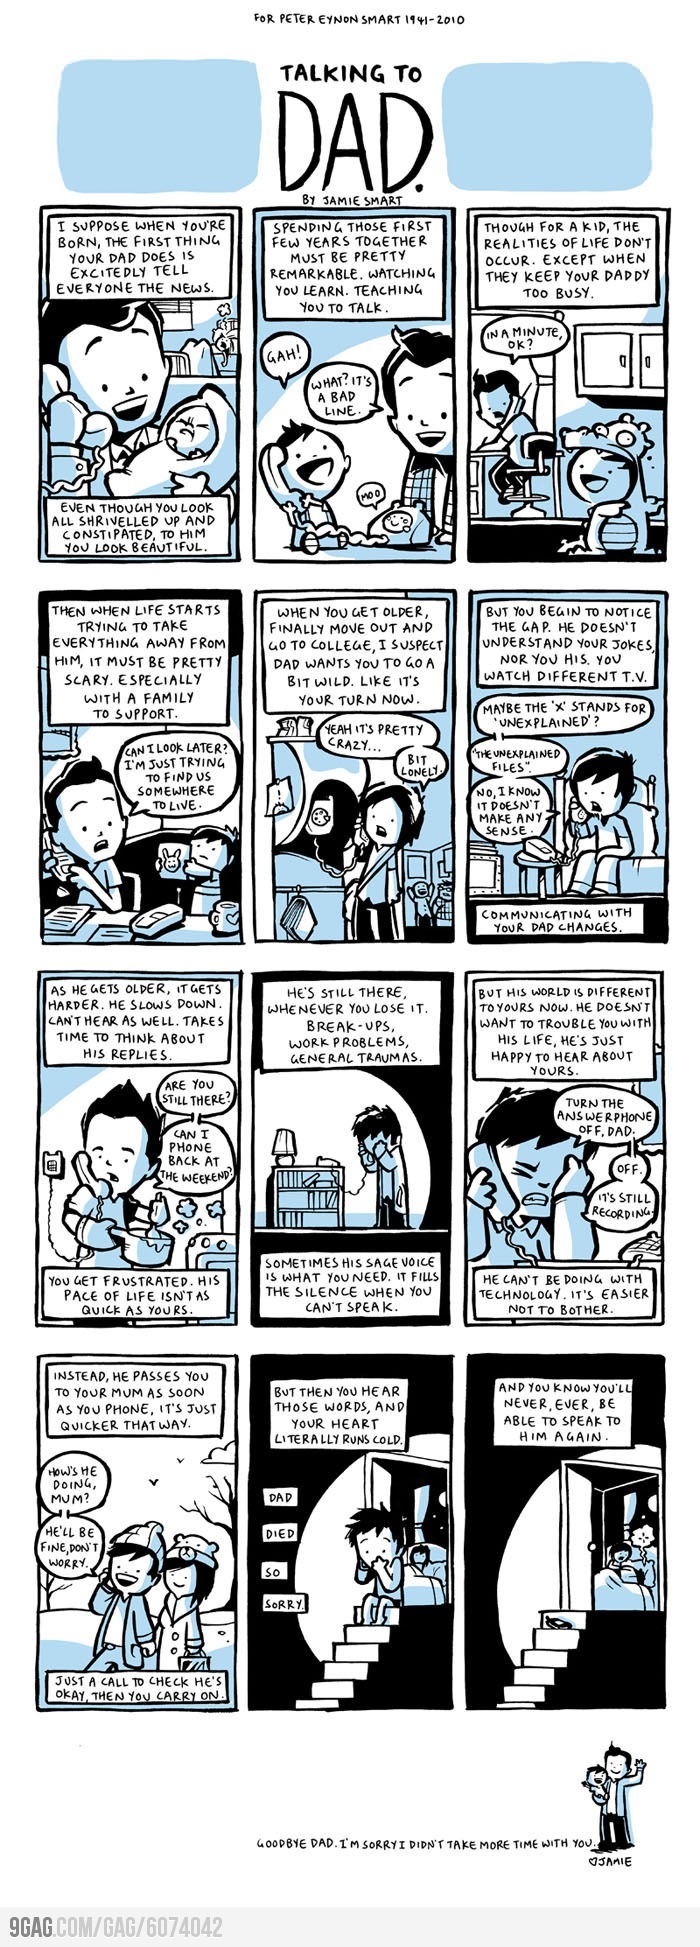 FOR PETER EYNON SMART 1941-2010
TALKING TO
DAD.
BY JAMIE SMART
I SUPPOSE WHEN YOU'RE
BORN, THE FIRST THING
YOUR DAD DOES IS
EXCITEDLY TELL
EVERYONE THE NEWS.
EVEN THOUGH YOU LOOK
ALL SHRIVELLED UP AND
CONSTIPATED, TO HIM
YOU LOOK BEAUTIFUL.
SPENDING THOSE FIRST
FEW YEARS TOGETHER
MUST BE PRETTY
REMARKABLE. WATCHING
YOU LEARN. TEACHING
YOU TO TALK.
GAH!
WHAT? IT'S
A BAD
LINE.
MOO
THOUGH FOR A KID, THE
REALITIES OF LIFE DON'T
OCCUR. EXCEPT WHEN
THEY KEEP YOUR DADDY
TOO BUSY.
IN A MINUTE,
OK?
THEN WHEN LIFE STARTS
TRYING TO TAKE
EVERYTHING AWAY FROM
HIM, IT MUST BE PRETTY
SCARY. ESPECIALLY
WITH A FAMILY
TO SUPPORT.
CAN I LOOK LATER?
I'M JUST TRYING
TO FIND US
SOMEWHERE
TO LIVE.
WHEN YOU GET OLDER,
FINALLY MOVE OUT AND
GO TO COLLEGE, I SUSPECT
DAD WANTS YOU TO GO A
BIT WILD. LIKE IT'S
YOUR TURN NOW.
YEAH IT'S PRETTY
CRAZY...
BIT
LONELY.
BUT YOU BEGIN TO NOTICE
THE GAP. HE DOESN'T
UNDERSTAND YOUR JOKES,
NOR YOU HIS. YOU
WATCH DIFFERENT T.V.
MAYBE THE 'X' STANDS FOR
'UNEXPLAINED'?
"THE UNEXPLAINED
FILES".
NO, I KNOW
IT DOESN'T
MAKE ANY
SENSE.
COMMUNICATING WITH
YOUR DAD CHANGES.
AS HE GETS OLDER, IT GETS
HARDER. HE SLOWS DOWN.
CAN'T HEAR AS WELL. TAKES
TIME TO THINK ABOUT
HIS REPLIES.
ARE YOU
STILL THERE?
CAN I
PHONE
BACK AT
THE WEEKEND?
YOU GET FRUSTRATED. HIS
PACE OF LIFE ISN'T AS
QUICK AS YOURS.
HE'S STILL THERE,
WHENEVER YOU LOSE IT.
BREAK-UPS,
WORK PROBLEMS,
GENERAL TRAUMAS.
SOMETIMES HIS SAGE VOICE
IS WHAT YOU NEED. IT FILLS
THE SILENCE WHEN YOU
CAN'T SPEAK.
BUT HIS WORLD IS DIFFERENT
TO YOURS NOW. HE DOESN'T
WANT TO TROUBLE YOU WITH
HIS LIFE, HE'S JUST
HAPPY TO HEAR ABOUT
YOURS.
TURN THE
ANSWERPHONE
OFF, DAD.
OFF.
IT'S STILL
RECORDING.
HE CAN'T BE DOING WITH
TECHNOLOGY. IT'S EASIER
NOT TO BOTHER.
INSTEAD, HE PASSES YOU
TO YOUR MUM AS SOON
AS YOU PHONE, IT'S JUST
QUICKER THAT WAY.
HOW'S HE
DOING,
MUM?
HE'LL BE
FINE, DON'T
WORRY.
JUST A CALL TO CHECK HE'S
OKAY, THEN YOU CARRY ON.
BUT THEN YOU HEAR
THOSE WORDS, AND
YOUR HEART
LITERALLY RUNS COLD.
DAD
DIED
SO
SORRY.
AND YOU KNOW YOU'LL
NEVER, EVER, BE
ABLE TO SPEAK TO
HIM AGAIN.
GOODBYE DAD. I'M SORRY I DIDN'T TAKE MORE TIME WITH YOU.
♡JAMIE
9GAG.COM/GAG/6074042